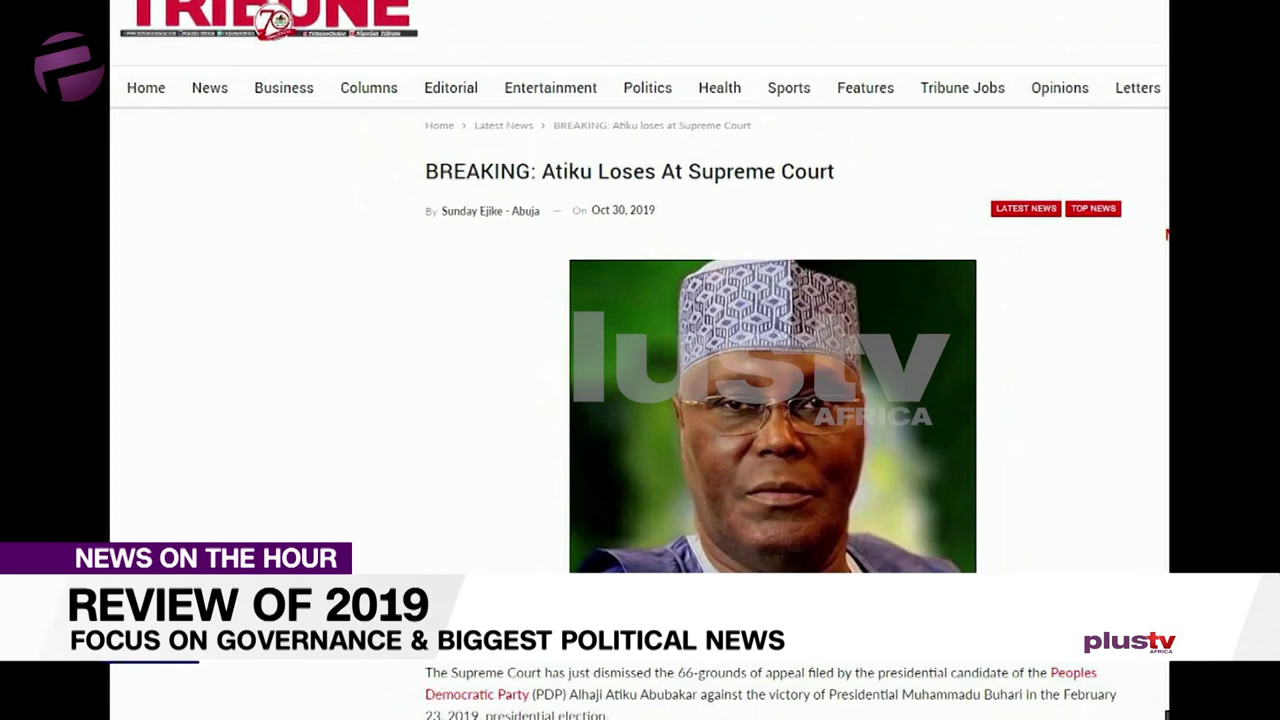 TRIBUNE
70
Home News Business Columns Editorial Entertainment Politics Health Sports Features Tribune Jobs Opinions Letters
Home > Latest News > BREAKING: Atiku loses at Supreme Court
BREAKING: Atiku Loses At Supreme Court
By Sunday Ejike - Abuja — On Oct 30, 2019
LATEST NEWS TOP NEWS
plustv
AFRICA
NEWS ON THE HOUR
REVIEW OF 2019
FOCUS ON GOVERNANCE & BIGGEST POLITICAL NEWS
plustv
AFRICA
The Supreme Court has just dismissed the 66-grounds of appeal filed by the presidential candidate of the Peoples
Democratic Party (PDP) Alhaji Atiku Abubakar against the victory of Presidential Muhammadu Buhari in the February
23, 2019, presidential election.